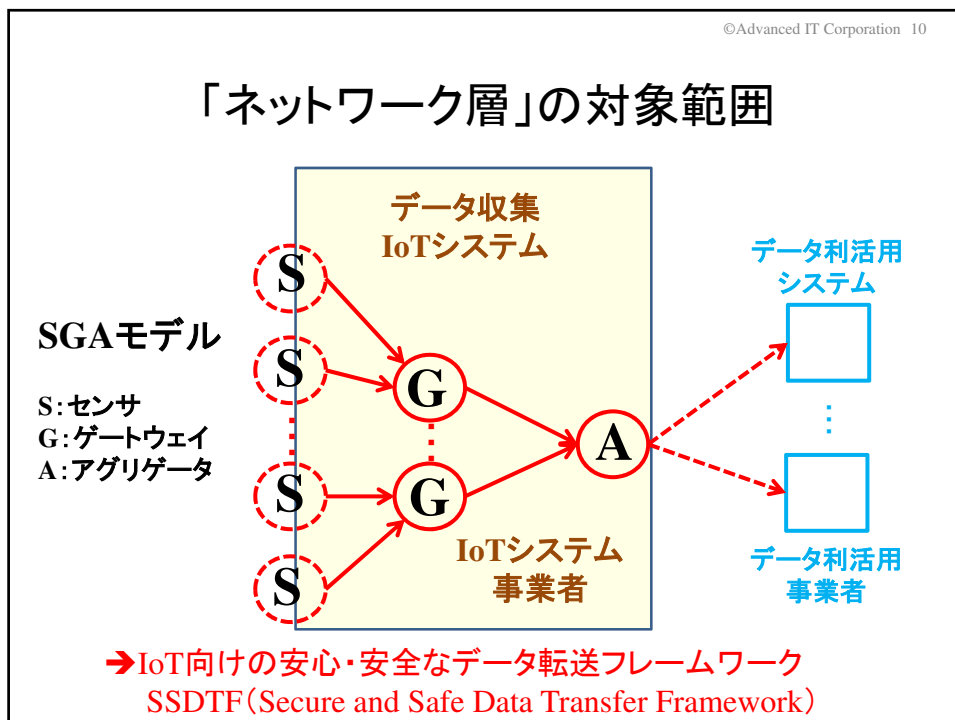 ©Advanced IT Corporation 10
「ネットワーク層」の対象範囲
データ収集
IoTシステム
データ利活用
システム
S
S
S
S
SGAモデル
S:センサ
G:ゲートウェイ
A:アグリゲータ
G
G
A
IoTシステム
事業者
データ利活用
事業者
➔IoT向けの安心・安全なデータ転送フレームワーク
SSDTF(Secure and Safe Data Transfer Framework)